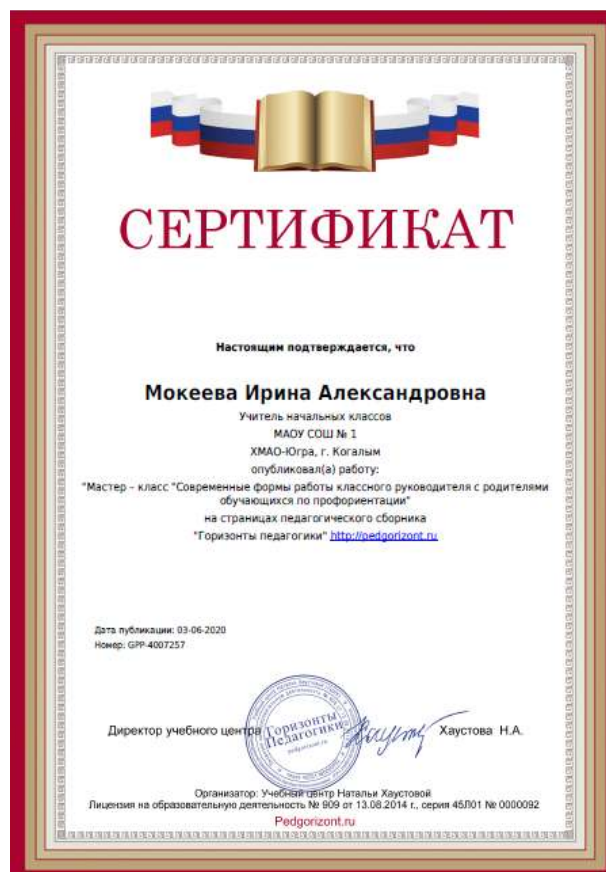 СЕРТИФИКАТ
Настоящим подтверждается, что
Мокеева Ирина Александровна
Учитель начальных классов
МАОУ СОШ № 1
ХМАО-Югра, г. Когалым
опубликовал(а) работу:
"Мастер – класс "Современные формы работы классного руководителя с родителями
обучающихся по профориентации"
на страницах педагогического сборника
"Горизонты педагогики" http://pedgorizont.ru
Дата публикации: 03-06-2020
Номер: GPP-4007257
Горизонты
Педагогики
pedgorizont.ru
Директор учебного центра
Хаустова Н.А.
Организатор: Учебный центр Натальи Хаустовой
Лицензия на образовательную деятельность № 909 от 13.08.2014 г., серия 45Л01 № 0000092
Pedgorizont.ru